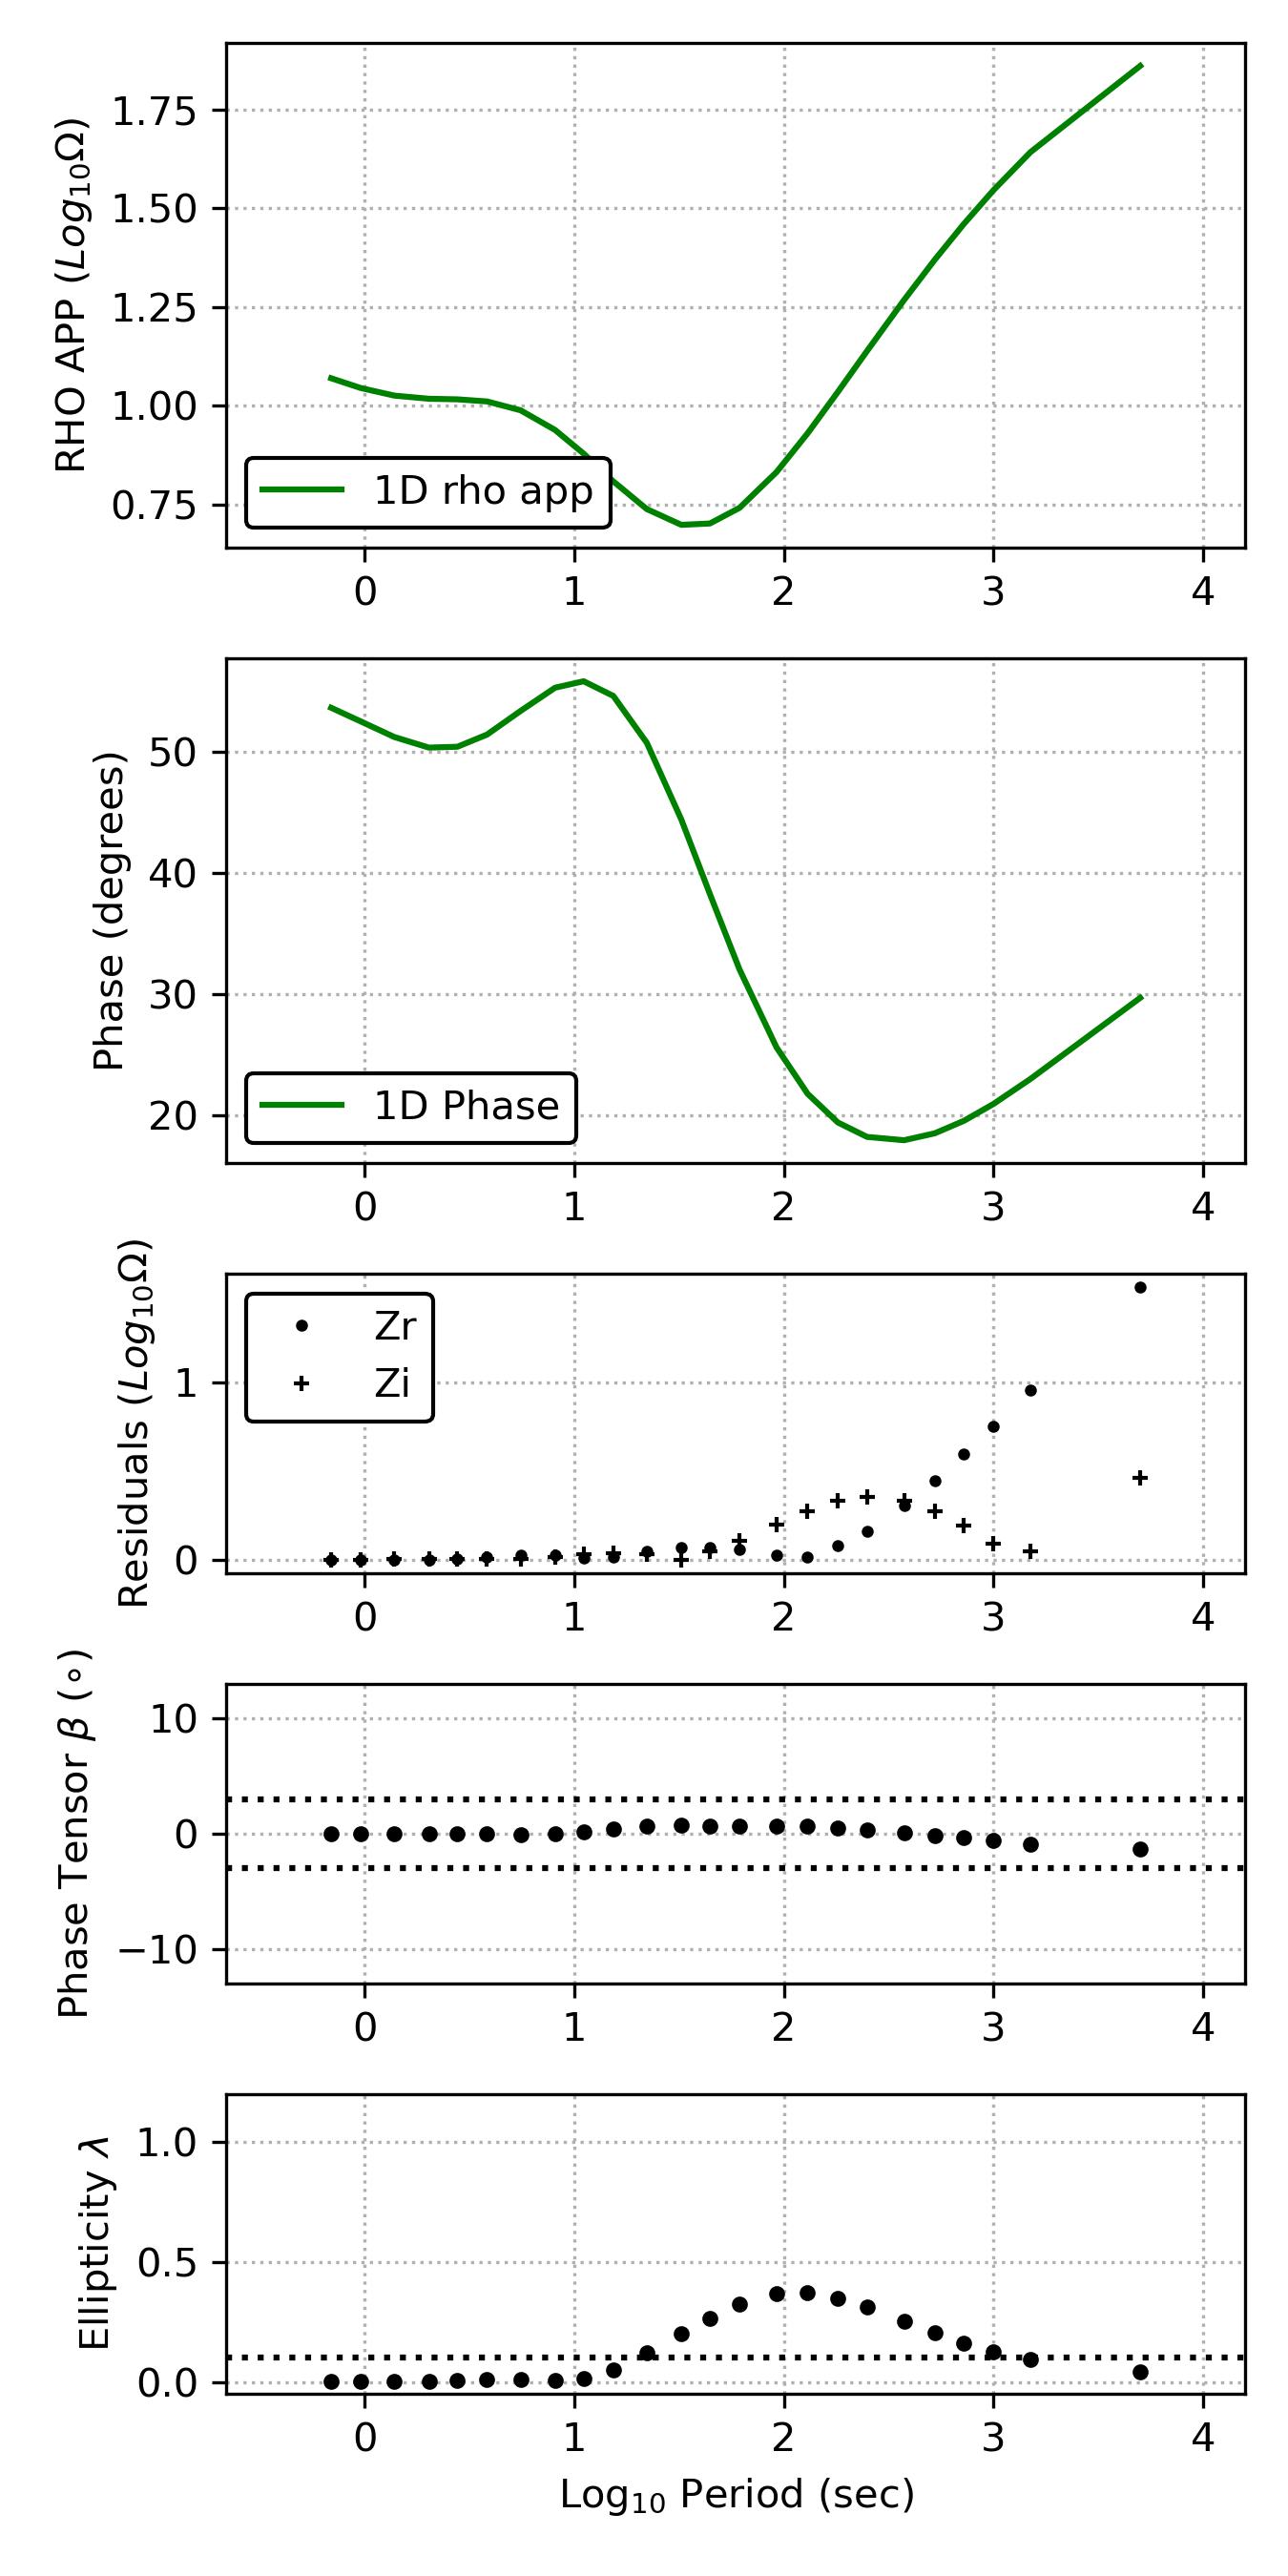 RHO APP (Log₁₀Ω)
1.75
1.50
1.25
1.00
0.75
1D rho app
0 1 2 3 4
Phase (degrees)
50
40
30
20
1D Phase
0 1 2 3 4
Residuals (Log₁₀Ω)
1
0
Zr
Zi
0 1 2 3 4
Phase Tensor β (∘)
10
0
−10
0 1 2 3 4
Ellipticity λ
1.0
0.5
0.0
0 1 2 3 4
Log₁₀ Period (sec)